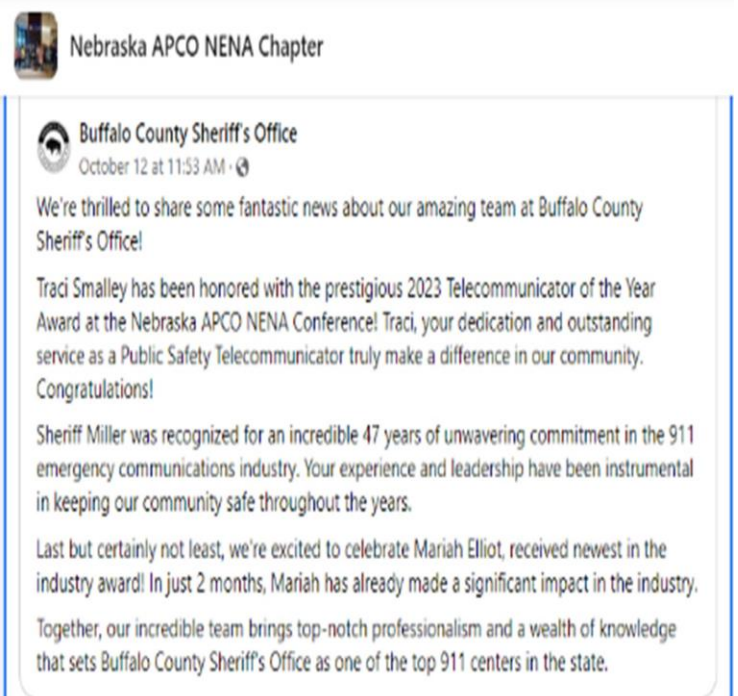 Nebraska APCO NENA Chapter
Buffalo County Sheriff's Office
October 12 at 11:53 AM ·
We're thrilled to share some fantastic news about our amazing team at Buffalo County
Sheriff's Office!
Traci Smalley has been honored with the prestigious 2023 Telecommunicator of the Year
Award at the Nebraska APCO NENA Conference! Traci, your dedication and outstanding
service as a Public Safety Telecommunicator truly make a difference in our community.
Congratulations!
Sheriff Miller was recognized for an incredible 47 years of unwavering commitment in the 911
emergency communications industry. Your experience and leadership have been instrumental
in keeping our community safe throughout the years.
Last but certainly not least, we're excited to celebrate Mariah Elliot, received newest in the
industry award! In just 2 months, Mariah has already made a significant impact in the industry.
Together, our incredible team brings top-notch professionalism and a wealth of knowledge
that sets Buffalo County Sheriff's Office as one of the top 911 centers in the state.